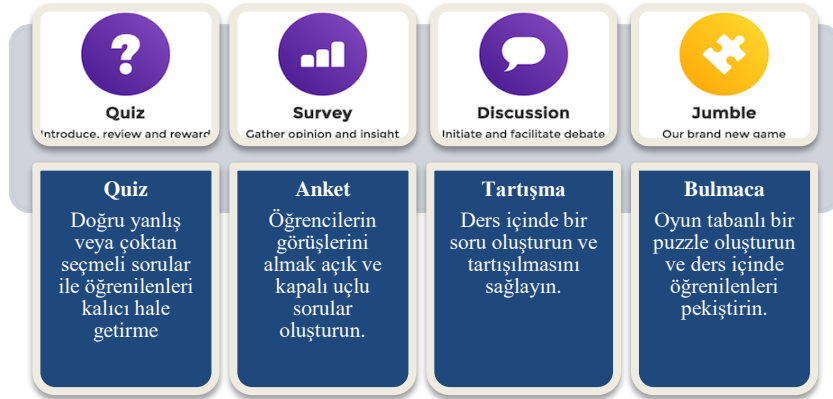 Quiz
Introduce, review and reward
Survey
Gather opinion and insight
Discussion
Initiate and facilitate debate
Jumble
Our brand new game
Quiz
Doğru yanlış
veya çoktan
seçmeli sorular
ile öğrenilenleri
kalıcı hale
getirme
Anket
Öğrencilerin
görüşlerini
almak açık ve
kapalı uçlu
sorular
oluşturun.
Tartışma
Ders içinde bir
soru oluşturun ve
tartışılmasını
sağlayın.
Bulmaca
Oyun tabanlı bir
puzzle oluşturun
ve ders içinde
öğrenilenleri
pekiştirin.